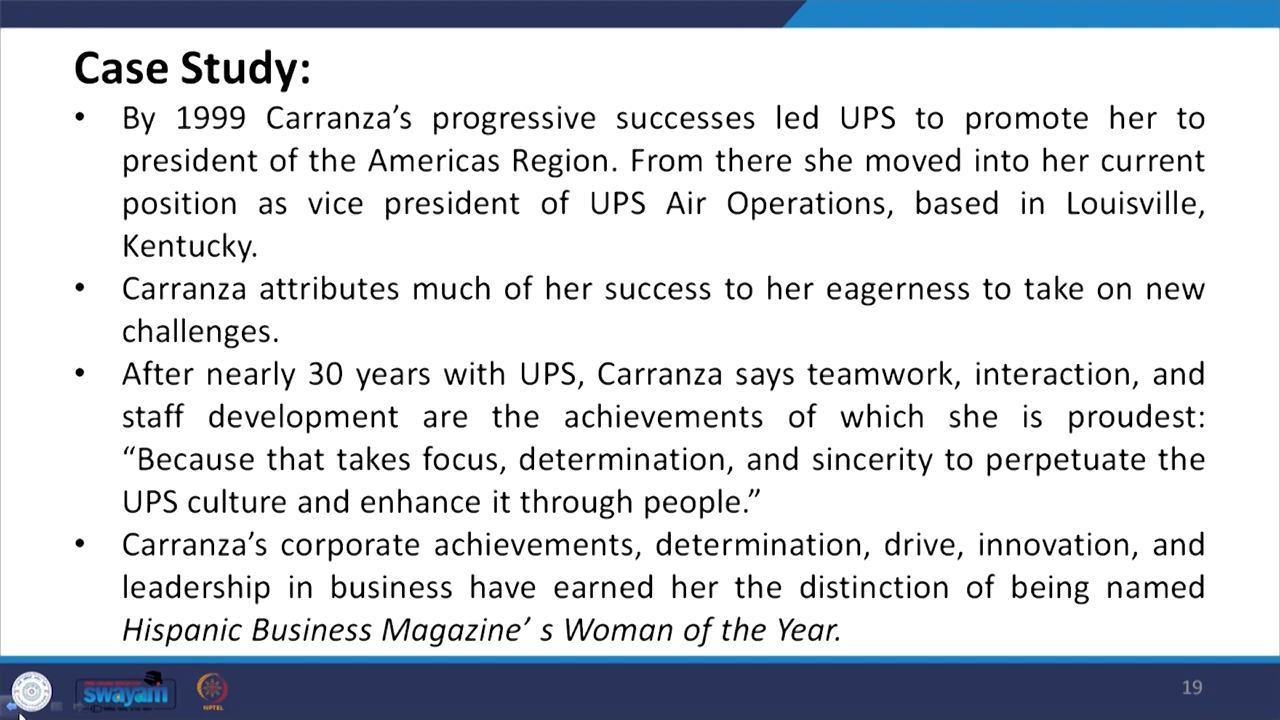 Case Study:
• By 1999 Carranza’s progressive successes led UPS to promote her to
president of the Americas Region. From there she moved into her current
position as vice president of UPS Air Operations, based in Louisville,
Kentucky.
• Carranza attributes much of her success to her eagerness to take on new
challenges.
• After nearly 30 years with UPS, Carranza says teamwork, interaction, and
staff development are the achievements of which she is proudest:
“Because that takes focus, determination, and sincerity to perpetuate the
UPS culture and enhance it through people.”
• Carranza’s corporate achievements, determination, drive, innovation, and
leadership in business have earned her the distinction of being named
Hispanic Business Magazine’ s Woman of the Year.
swayam
NPTEL
19